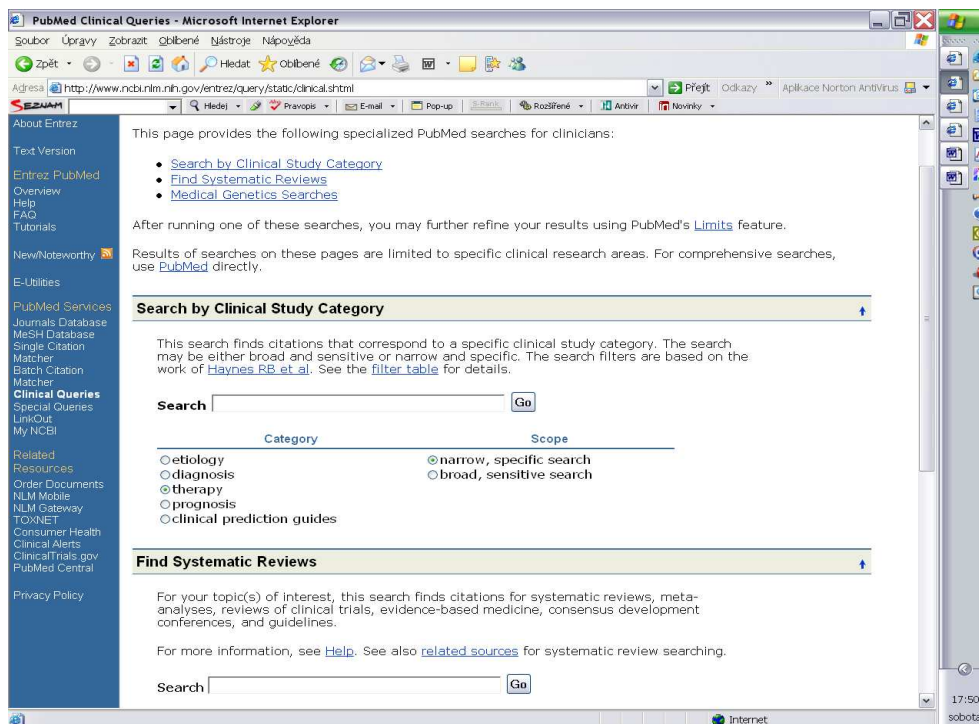 PubMed Clinical Queries - Microsoft Internet Explorer
Soubor Úpravy Zobrazit Oblíbené Nástroje Nápověda
Zpět Hledat Oblíbené
Adresa http://www.ncbi.nlm.nih.gov/entrez/query/static/clinical.shtml Přejít Odkazy » Aplikace Norton AntiVirus
SEZNAM Hledej Pravopis E-mail Pop-up S-Rank Rozšířené Antivir Novinky
About Entrez
Text Version
Entrez PubMed
Overview
Help
FAQ
Tutorials
New/Noteworthy
E-Utilities
PubMed Services
Journals Database
MeSH Database
Single Citation
Matcher
Batch Citation
Matcher
Clinical Queries
Special Queries
LinkOut
My NCBI
Related
Resources
Order Documents
NLM Mobile
NLM Gateway
TOXNET
Consumer Health
Clinical Alerts
ClinicalTrials.gov
PubMed Central
Privacy Policy
This page provides the following specialized PubMed searches for clinicians:
• Search by Clinical Study Category
• Find Systematic Reviews
• Medical Genetics Searches
After running one of these searches, you may further refine your results using PubMed's Limits feature.
Results of searches on these pages are limited to specific clinical research areas. For comprehensive searches,
use PubMed directly.
Search by Clinical Study Category
This search finds citations that correspond to a specific clinical study category. The search
may be either broad and sensitive or narrow and specific. The search filters are based on the
work of Haynes RB et al. See the filter table for details.
Search Go
Category Scope
etiology narrow, specific search
diagnosis broad, sensitive search
therapy
prognosis
clinical prediction guides
Find Systematic Reviews
For your topic(s) of interest, this search finds citations for systematic reviews, meta-
analyses, reviews of clinical trials, evidence-based medicine, consensus development
conferences, and guidelines.
For more information, see Help. See also related sources for systematic review searching.
Search Go
Internet
17:50
sobota